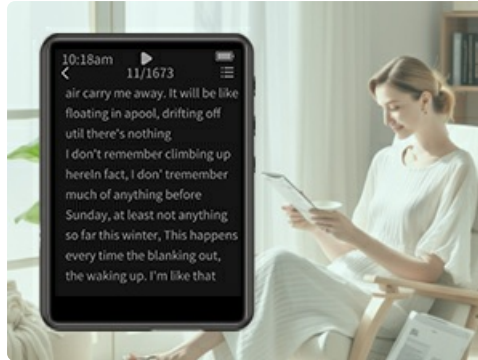 10:18am
11/1673
air carry me away. It will be like
floating in apool, drifting off
util there's nothing
I don't remember climbing up
hereIn fact, I don' tremember
much of anything before
Sunday, at least not anything
so far this winter, This happens
every time the blanking out,
the waking up. I'm like that